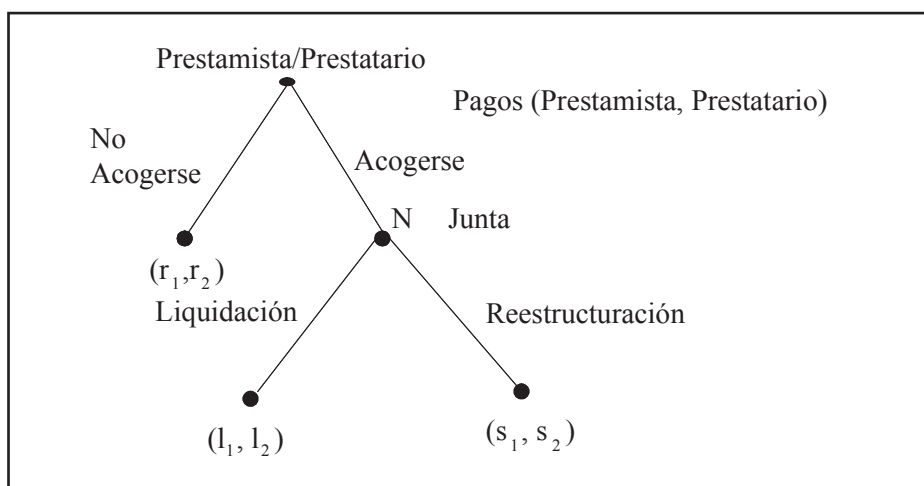 Prestamista/Prestatario
Pagos (Prestamista, Prestatario)
No
Acogerse
Acogerse
N Junta
(r₁,r₂)
Liquidación
Reestructuración
(l₁, l₂)
(s₁, s₂)